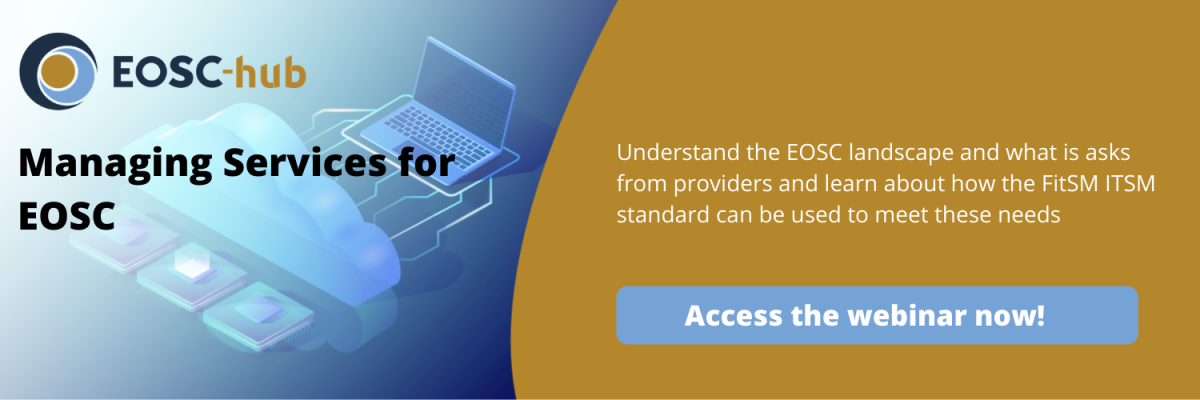 EOSC-hub
Managing Services for
EOSC
Understand the EOSC landscape and what is asks
from providers and learn about how the FitSM ITSM
standard can be used to meet these needs
Access the webinar now!